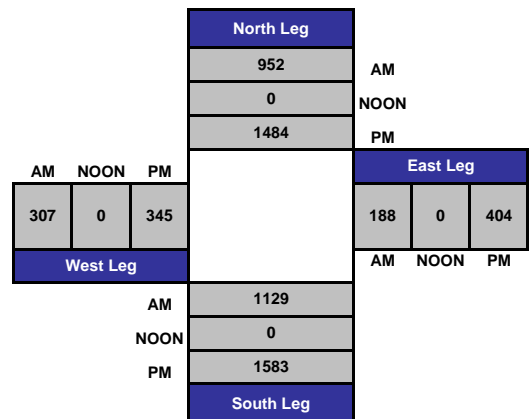 North Leg
952 AM
0 NOON
1484 PM
AM NOON PM
East Leg
307 0 345
188 0 404
West Leg
AM NOON PM
AM 1129
NOON 0
PM 1583
South Leg